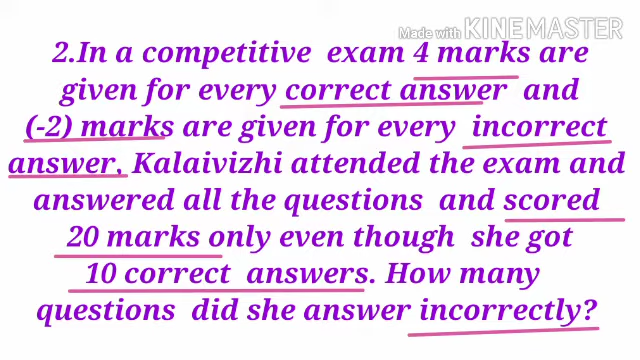 Made with KINEMASTER
2.In a competitive exam 4 marks are
given for every correct answer and
(-2) marks are given for every incorrect
answer, Kalaivizhi attended the exam and
answered all the questions and scored
20 marks only even though she got
10 correct answers. How many
questions did she answer incorrectly?